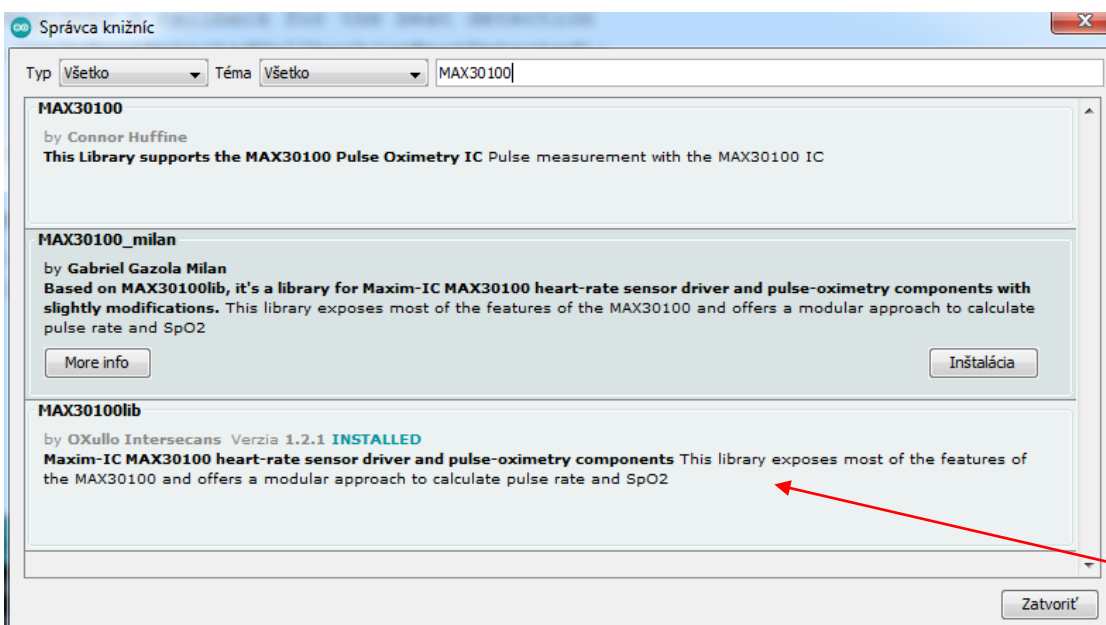 Správca knižníc
Typ Všetko Téma Všetko MAX30100
MAX30100
by Connor Huffine
This Library supports the MAX30100 Pulse Oximetry IC Pulse measurement with the MAX30100 IC
MAX30100_milan
by Gabriel Gazola Milan
Based on MAX30100lib, it's a library for Maxim-IC MAX30100 heart-rate sensor driver and pulse-oximetry components with
slightly modifications. This library exposes most of the features of the MAX30100 and offers a modular approach to calculate
pulse rate and SpO2
More info Inštalácia
MAX30100lib
by OXullo Intersecans Verzia 1.2.1 INSTALLED
Maxim-IC MAX30100 heart-rate sensor driver and pulse-oximetry components This library exposes most of the features of
the MAX30100 and offers a modular approach to calculate pulse rate and SpO2
Zatvoriť